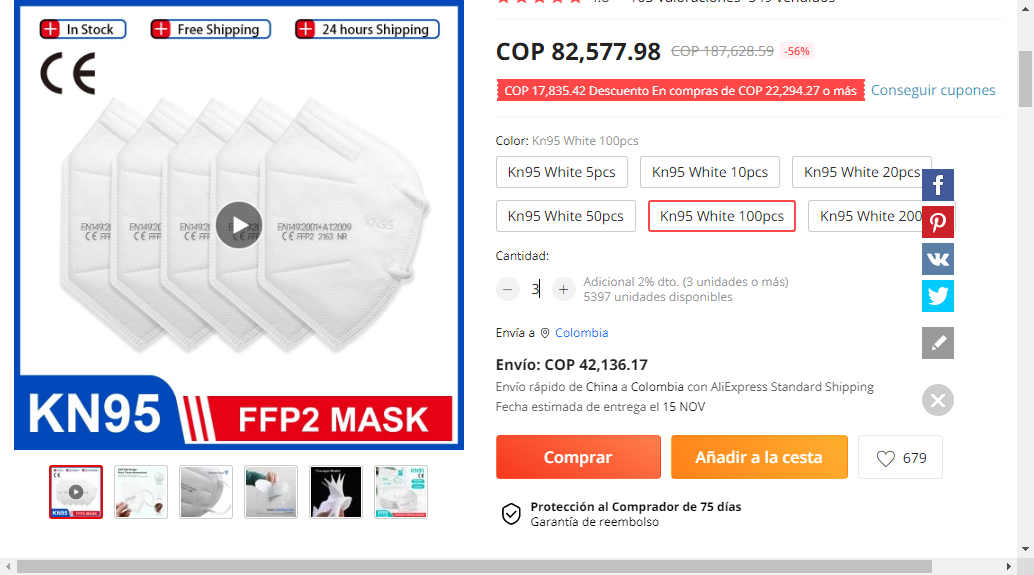 In Stock
Free Shipping
24 hours Shipping
CE
EN149:2001+A1:2009
CE FFP2 2163 NR
KN95
KN95
FFP2 MASK
COP 82,577.98 COP 187,628.59 -56%
COP 17,835.42 Descuento En compras de COP 22,294.27 o más Conseguir cupones
Color: Kn95 White 100pcs
Kn95 White 5pcs
Kn95 White 10pcs
Kn95 White 20pcs
Kn95 White 50pcs
Kn95 White 100pcs
Kn95 White 200
Cantidad:
3
Adicional 2% dto. (3 unidades o más)
5397 unidades disponibles
Envía a Colombia
Envío: COP 42,136.17
Envío rápido de China a Colombia con AliExpress Standard Shipping
Fecha estimada de entrega el 15 NOV
Comprar
Añadir a la cesta
679
Protección al Comprador de 75 días
Garantía de reembolso